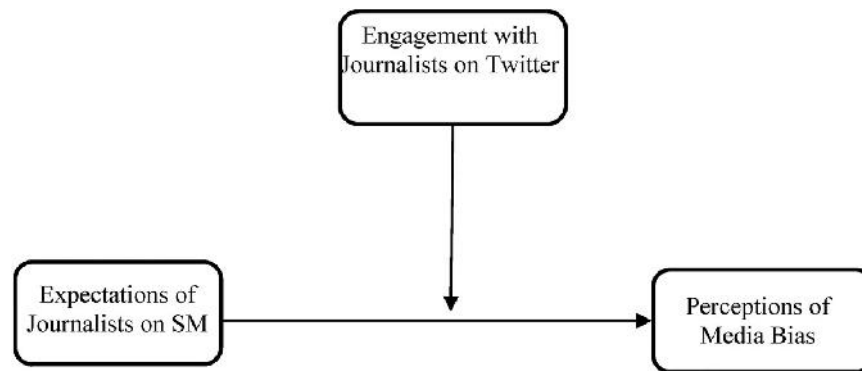 Engagement with
Journalists on Twitter
Expectations of
Journalists on SM
Perceptions of
Media Bias